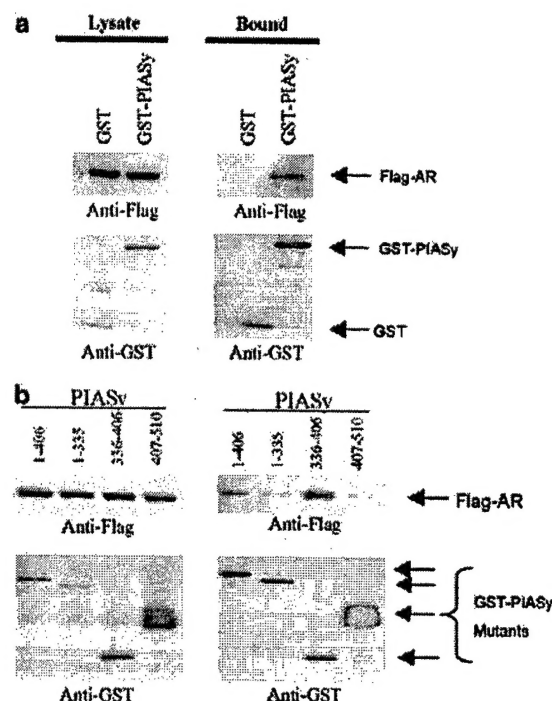 a
Lysate Bound
GST
GST-PIASy
GST
GST-PIASy
Flag-AR
Anti-Flag Anti-Flag
GST-PIASy
GST
Anti-GST Anti-GST
b
PIASy PIASy
1-406
1-335
336-406
407-510
1-406
1-335
336-406
407-510
Flag-AR
Anti-Flag Anti-Flag
GST-PIASy
Mutants
Anti-GST Anti-GST